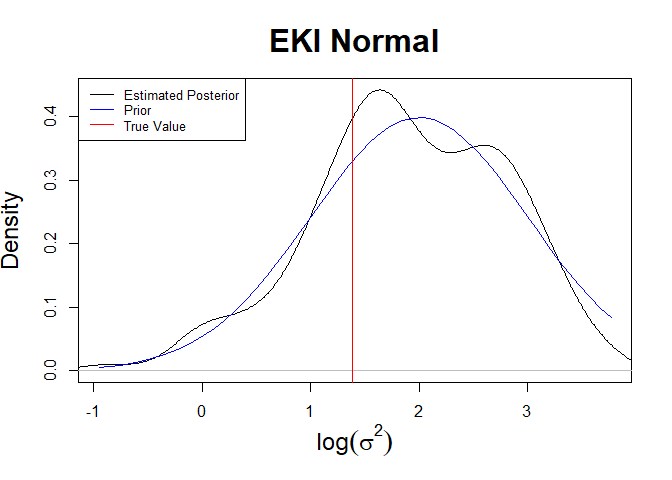 EKI Normal
Estimated Posterior
Prior
True Value
Density
0.0
0.1
0.2
0.3
0.4
-1
0
1
2
3
log(σ²)